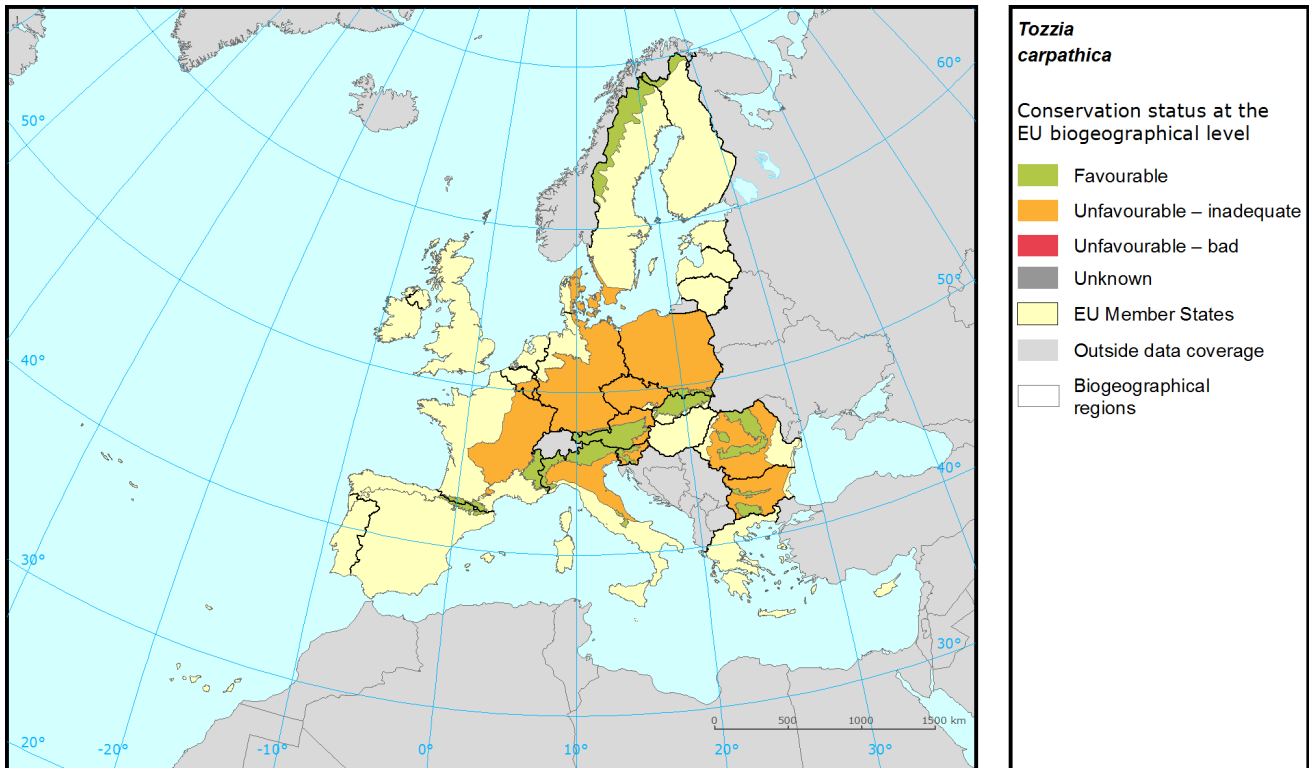 Tozzia
carpathica
Conservation status at the
EU biogeographical level
Favourable
Unfavourable – inadequate
Unfavourable – bad
Unknown
EU Member States
Outside data coverage
Biogeographical
regions
60°
50°
50°
40°
40°
30°
30°
0 500 1000 1500 km
20° -20° -10° 0° 10° 20° 30°